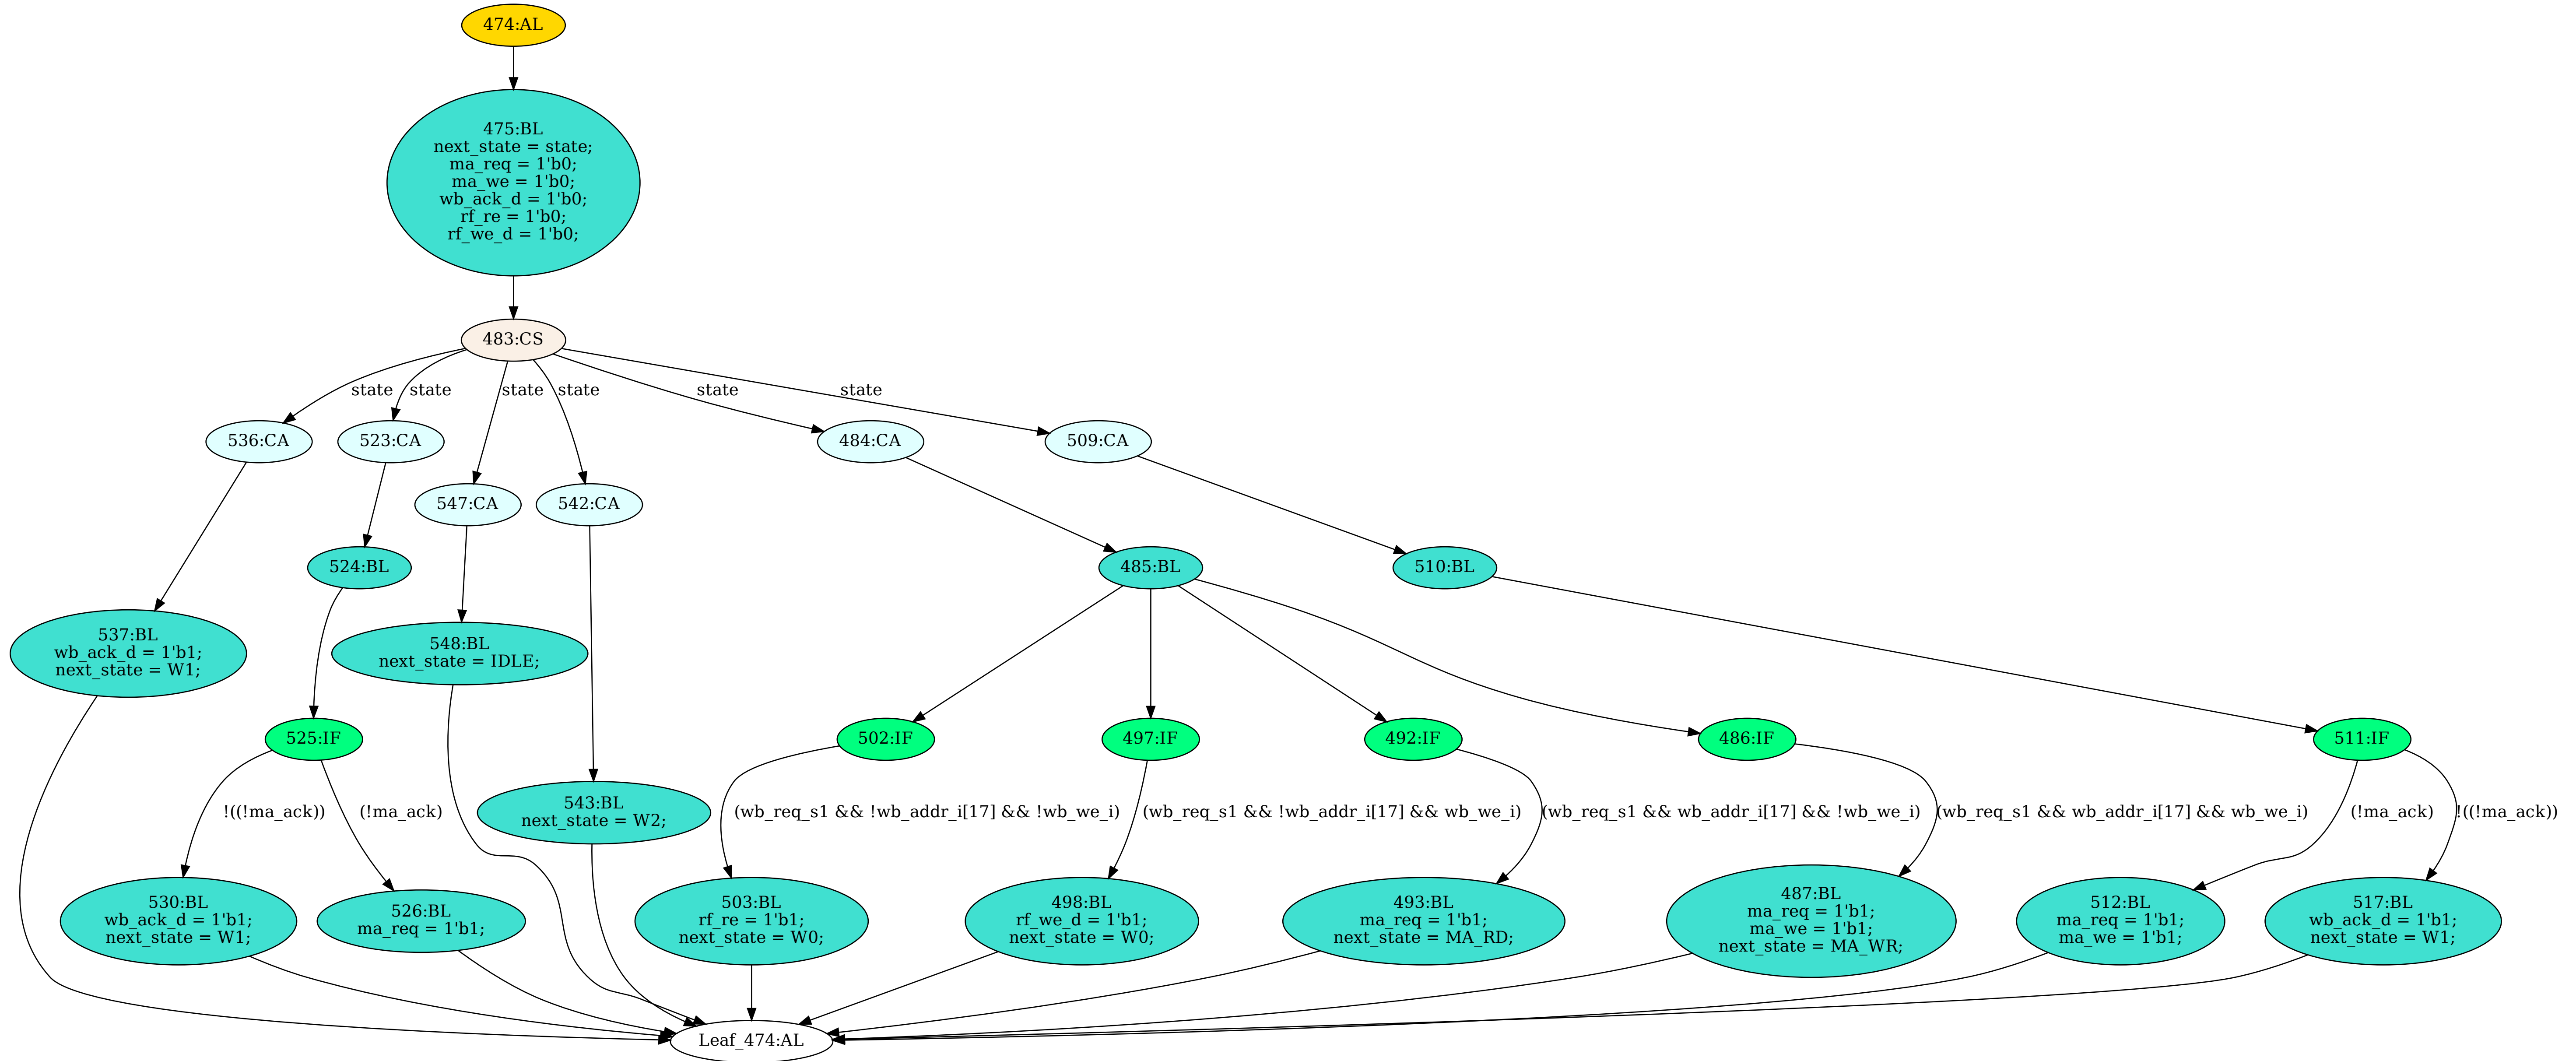 474:AL
475:BL
next_state = state;
ma_req = 1'b0;
ma_we = 1'b0;
wb_ack_d = 1'b0;
rf_re = 1'b0;
rf_we_d = 1'b0;
483:CS
state
state
state
state
state
state
536:CA
523:CA
484:CA
509:CA
547:CA
542:CA
524:BL
485:BL
510:BL
537:BL
wb_ack_d = 1'b1;
next_state = W1;
548:BL
next_state = IDLE;
525:IF
502:IF
497:IF
492:IF
486:IF
511:IF
543:BL
next_state = W2;
!((!ma_ack))
(!ma_ack)
(wb_req_s1 && !wb_addr_i[17] && !wb_we_i)
(wb_req_s1 && !wb_addr_i[17] && wb_we_i)
(wb_req_s1 && wb_addr_i[17] && !wb_we_i)
(wb_req_s1 && wb_addr_i[17] && wb_we_i)
(!ma_ack)
!((!ma_ack))
530:BL
wb_ack_d = 1'b1;
next_state = W1;
526:BL
ma_req = 1'b1;
503:BL
rf_re = 1'b1;
next_state = W0;
498:BL
rf_we_d = 1'b1;
next_state = W0;
493:BL
ma_req = 1'b1;
next_state = MA_RD;
487:BL
ma_req = 1'b1;
ma_we = 1'b1;
next_state = MA_WR;
512:BL
ma_req = 1'b1;
ma_we = 1'b1;
517:BL
wb_ack_d = 1'b1;
next_state = W1;
Leaf_474:AL